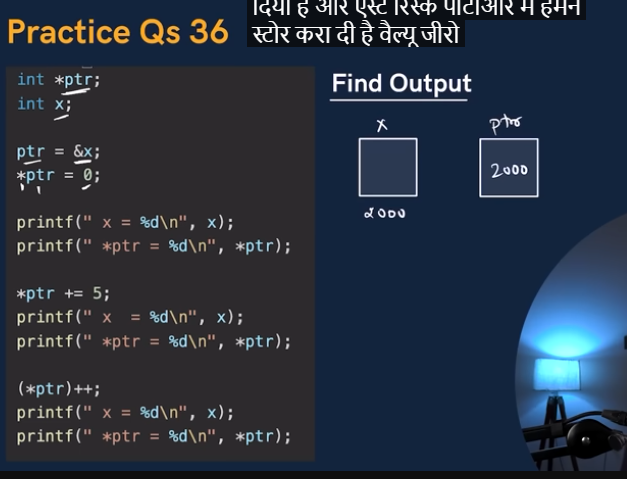 दिया है और एस्ट रिस्क पीटीआर में हमने
स्टोर करा दी है वैल्यू जीरो
Practice Qs 36
int *ptr;
int x;
ptr = &x;
*ptr = 0;
printf(" x = %d\n", x);
printf(" *ptr = %d\n", *ptr);
*ptr += 5;
printf(" x  = %d\n", x);
printf(" *ptr = %d\n", *ptr);
(*ptr)++;
printf(" x = %d\n", x);
printf(" *ptr = %d\n", *ptr);
Find Output
x
ptr
2000
2000